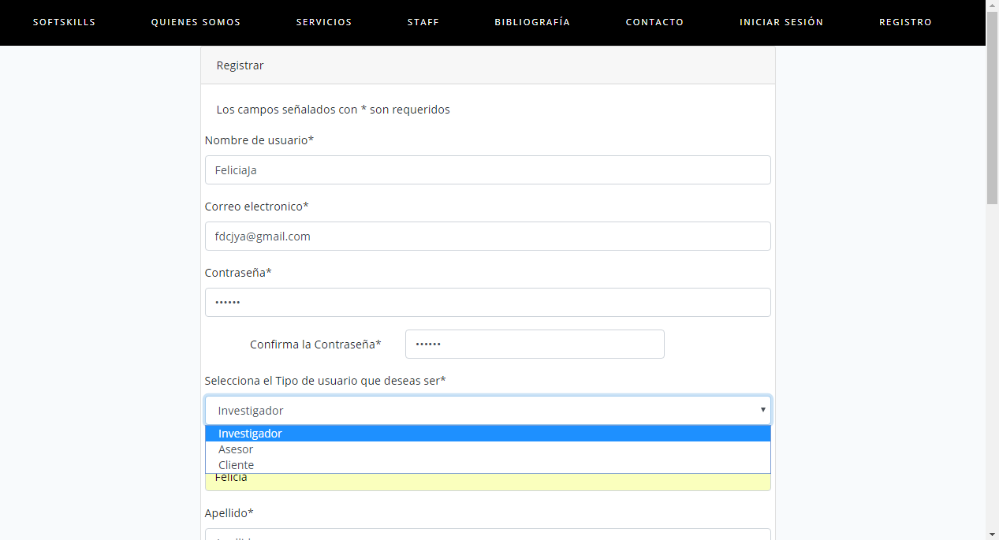 SOFTSKILLS QUIENES SOMOS SERVICIOS STAFF BIBLIOGRAFÍA CONTACTO INICIAR SESIÓN REGISTRO
Registrar
Los campos señalados con * son requeridos
Nombre de usuario*
FeliciaJa
Correo electronico*
fdcjya@gmail.com
Contraseña*
••••••
Confirma la Contraseña* ••••••
Selecciona el Tipo de usuario que deseas ser*
Investigador
Investigador
Asesor
Cliente
Felicia
Apellido*